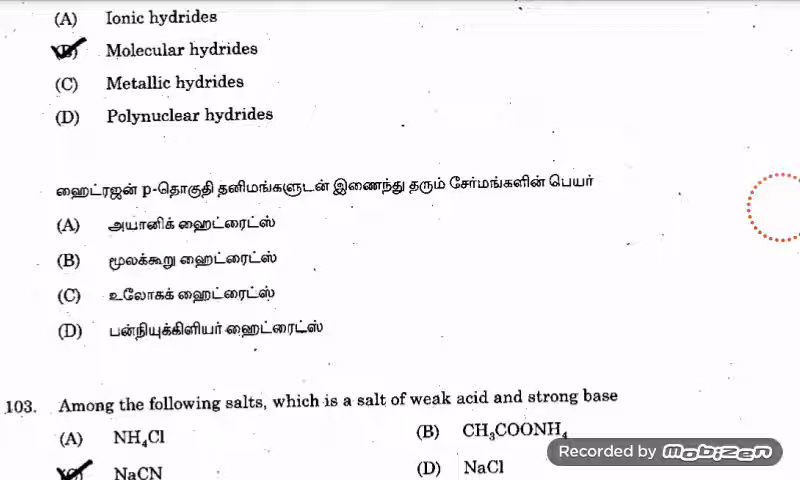 (A) Ionic hydrides
(B) Molecular hydrides
(C) Metallic hydrides
(D) Polynuclear hydrides
ஹைட்ரஜன் p-தொகுதி தனிமங்களுடன் இணைந்து தரும் சேர்மங்களின் பெயர்
(A) அயானிக் ஹைட்ரைட்ஸ்
(B) மூலக்கூறு ஹைட்ரைட்ஸ்
(C) உலோகக் ஹைட்ரைட்ஸ்
(D) பன்நியுக்கிளியர் ஹைட்ரைட்ஸ்
103. Among the following salts, which is a salt of weak acid and strong base
(A) NH₄Cl (B) CH₃COONH₄
(C) NaCN (D) NaCl
Recorded by mobizen